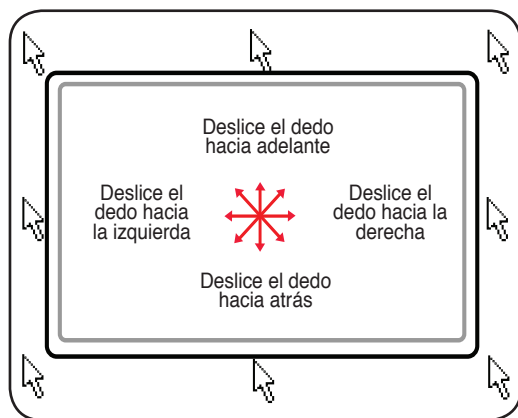 Deslice el dedo
hacia adelante
Deslice el
dedo hacia
la izquierda
Deslice el
dedo hacia la
derecha
Deslice el dedo
hacia atrás